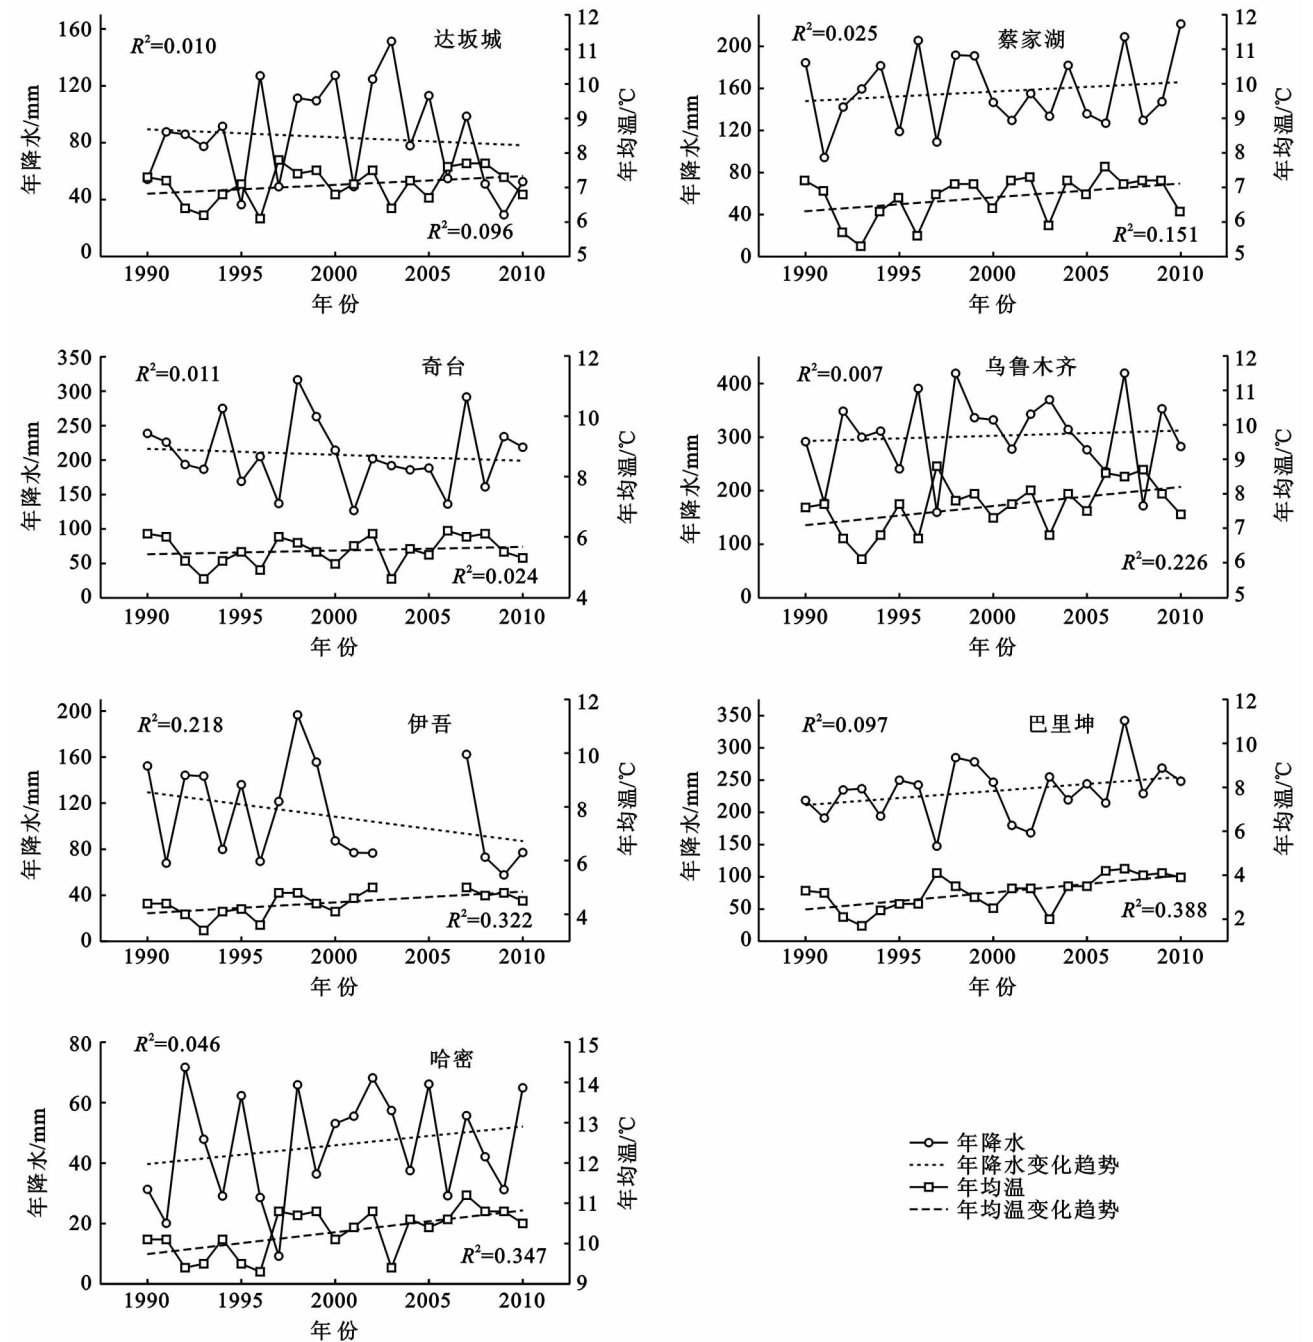 R²=0.010
达坂城
160
120
80
40
0
年降水/mm
12
11
10
9
8
7
6
5
年均温/℃
R²=0.096
1990 1995 2000 2005 2010
年份
R²=0.025
蔡家湖
200
160
120
80
40
0
年降水/mm
12
11
10
9
8
7
6
5
年均温/℃
R²=0.151
1990 1995 2000 2005 2010
年份
R²=0.011
奇台
350
300
250
200
150
100
50
0
年降水/mm
12
10
8
6
4
年均温/℃
R²=0.024
1990 1995 2000 2005 2010
年份
R²=0.007
乌鲁木齐
400
300
200
100
0
年降水/mm
12
11
10
9
8
7
6
5
年均温/℃
R²=0.226
1990 1995 2000 2005 2010
年份
R²=0.218
伊吾
200
160
120
80
40
0
年降水/mm
12
10
8
6
4
年均温/℃
R²=0.322
1990 1995 2000 2005 2010
年份
R²=0.097
巴里坤
350
300
250
200
150
100
50
0
年降水/mm
12
10
8
6
4
2
年均温/℃
R²=0.388
1990 1995 2000 2005 2010
年份
R²=0.046
哈密
80
60
40
20
0
年降水/mm
15
14
13
12
11
10
9
年均温/℃
R²=0.347
1990 1995 2000 2005 2010
年份
年降水
年降水变化趋势
年均温
年均温变化趋势